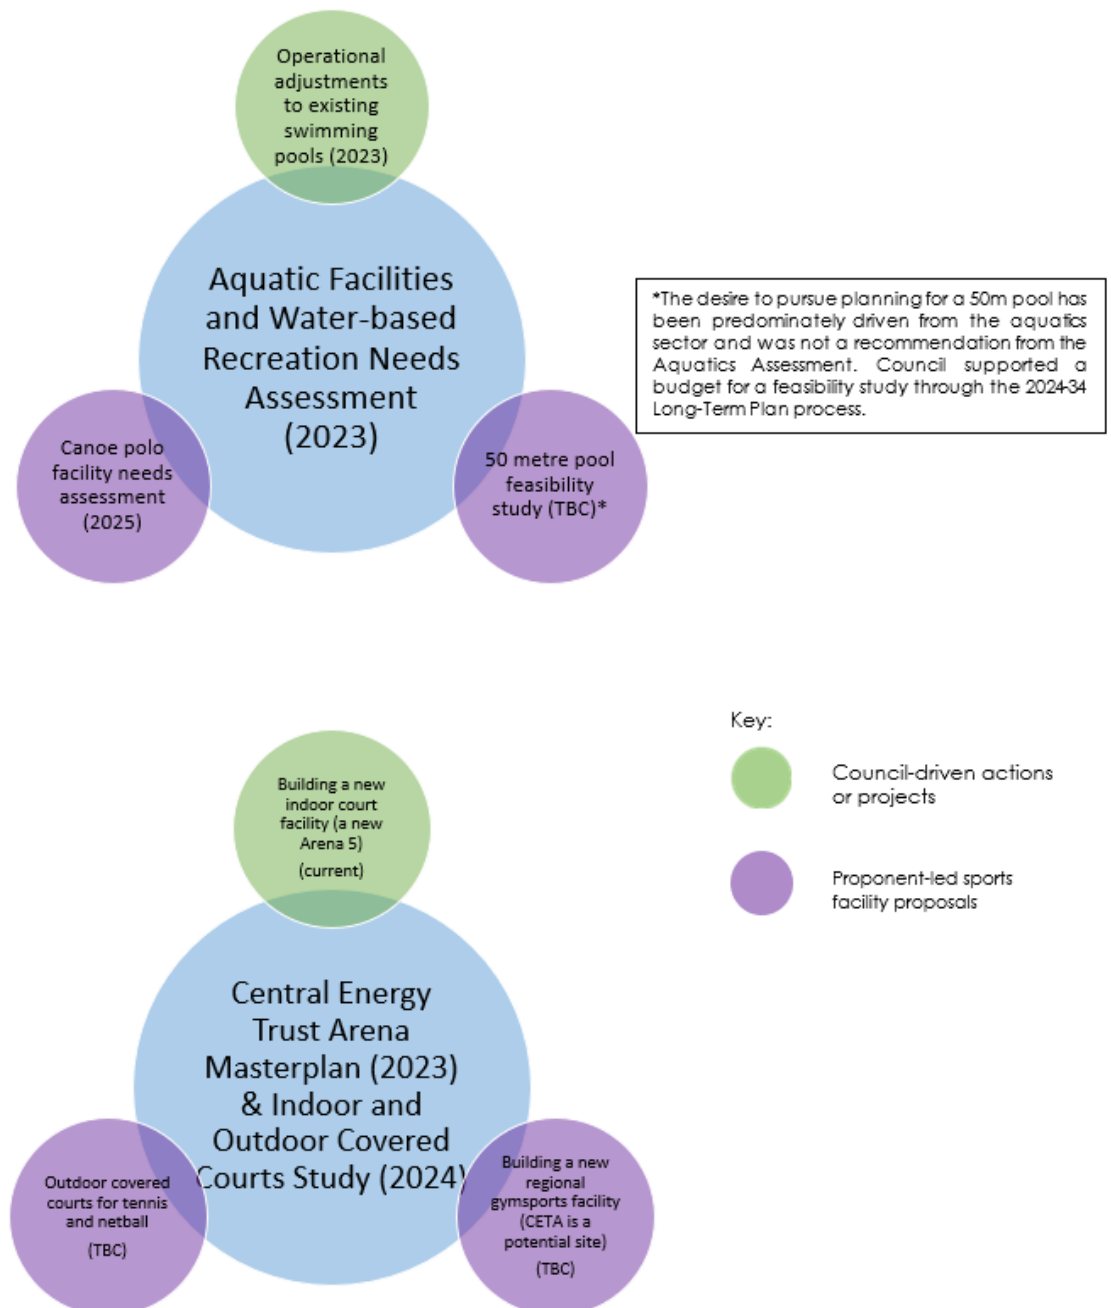 Operational
adjustments
to existing
swimming
pools (2023)
Aquatic Facilities
and Water-based
Recreation Needs
Assessment
(2023)
Canoe polo
facility needs
assessment
(2025)
50 metre pool
feasibility
study (TBC)*
*The desire to pursue planning for a 50m pool has
been predominately driven from the aquatics
sector and was not a recommendation from the
Aquatics Assessment. Council supported a
budget for a feasibility study through the 2024-34
Long-Term Plan process.
Building a new
indoor court
facility (a new
Arena 5)
(current)
Central Energy
Trust Arena
Masterplan (2023)
& Indoor and
Outdoor Covered
Courts Study (2024)
Outdoor covered
courts for tennis
and netball
(TBC)
Building a new
regional
gymsports facility
(CETA is a
potential site)
(TBC)
Key:
Council-driven actions
or projects
Proponent-led sports
facility proposals